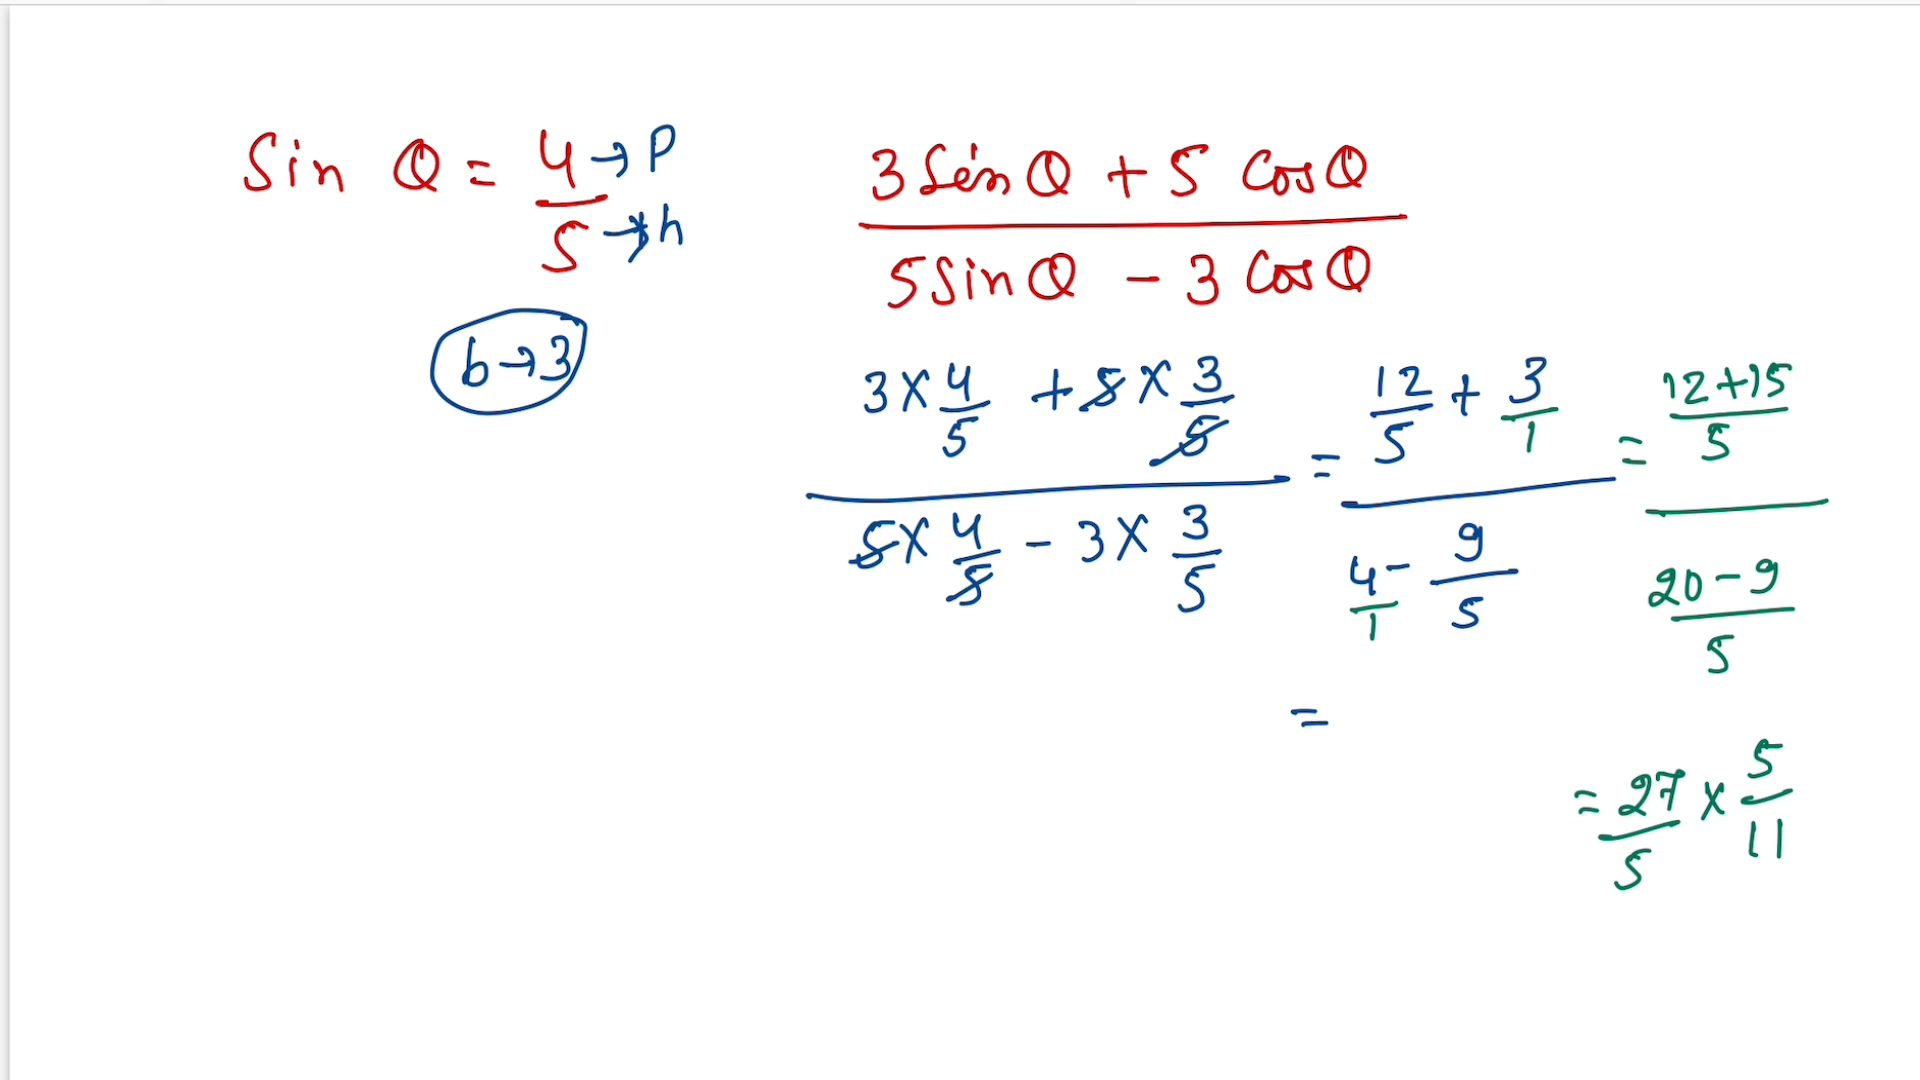 Sin θ = 4/5
4 → P
5 → h
b → 3
(3 Sin θ + 5 Cos θ) / (5 Sin θ - 3 Cos θ)
(3 × 4/5 + 5 × 3/5) / (5 × 4/5 - 3 × 3/5) = (12/5 + 3/1) / (4/1 - 9/5) = ((12+15)/5) / ((20-9)/5)
=
= 27/5 × 5/11